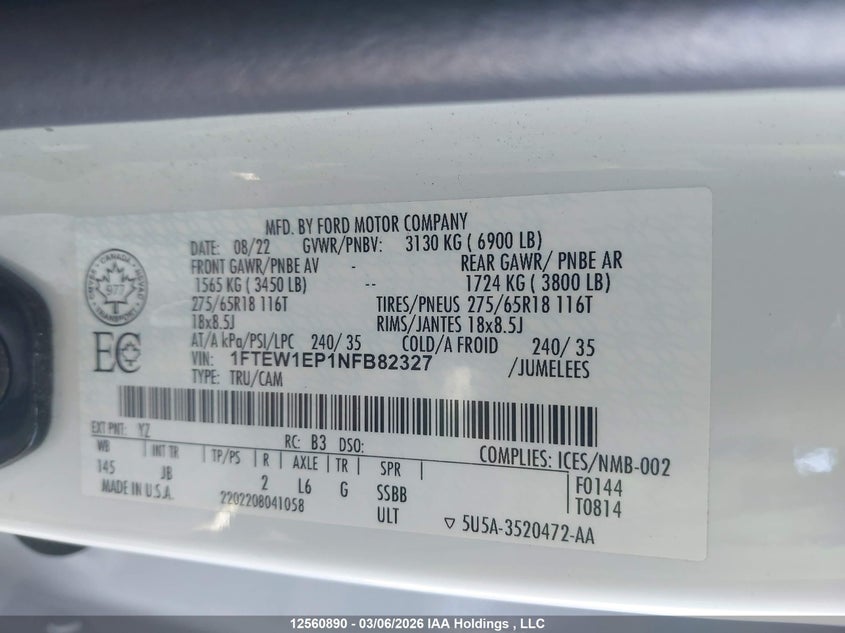 MFD. BY FORD MOTOR COMPANY
DATE: 08/22 GVWR/PNBV: 3130 KG ( 6900 LB)
FRONT GAWR/PNBE AV - REAR GAWR/ PNBE AR
1565 KG ( 3450 LB) -- 1724 KG ( 3800 LB)
275/65R18 116T TIRES/PNEUS 275/65R18 116T
18x8.5J RIMS/JANTES 18x8.5J
AT/A kPa/PSI/LPC 240/ 35 COLD/A FROID 240/ 35
VIN: 1FTEW1EP1NFB82327 /JUMELEES
TYPE: TRU/CAM
CANADA
977
TRANSPORT
EC
EXT PNT: YZ RC: B3 DSO: COMPLIES: ICES/NMB-002
WB INT TR TP/PS R AXLE TR SPR F0144
145 JB 2 L6 G SSBB T0814
MADE IN U.S.A. 2202208041058 ULT ▽ 5U5A-3520472-AA
12560890 - 03/06/2026 IAA Holdings , LLC